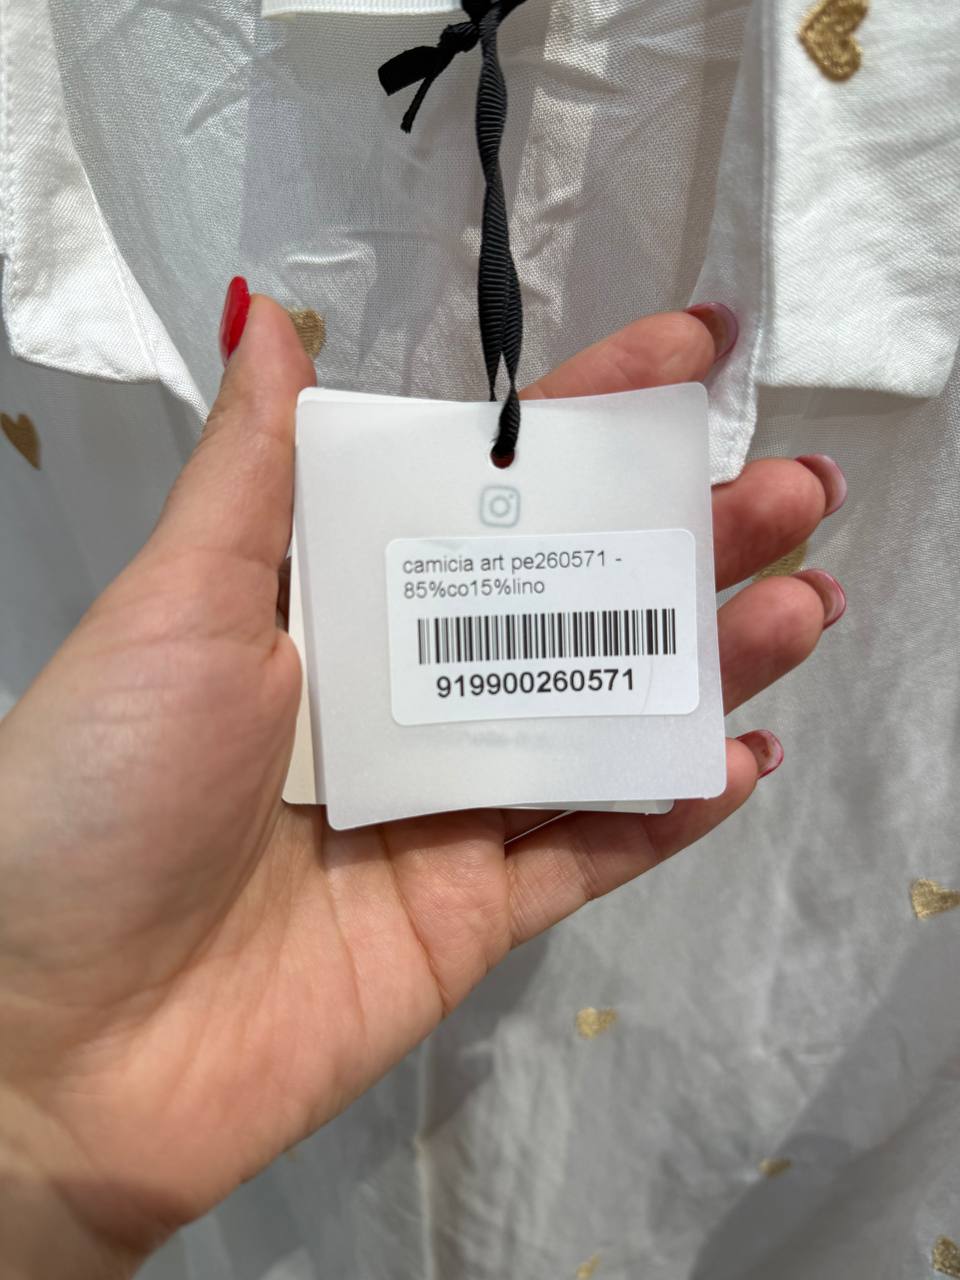 camicia art pe260571 -
85%co15%lino
919900260571